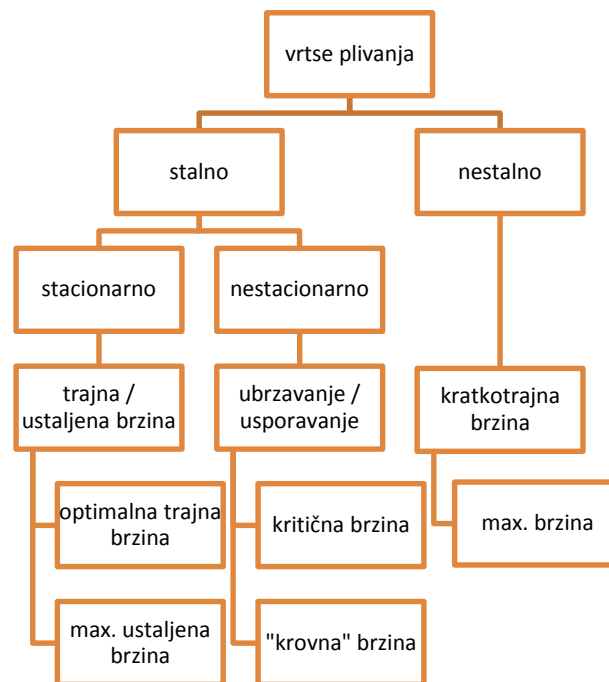 vrtse plivanja
stalno
nestalno
stacionarno
nestacionarno
trajna /
ustaljena brzina
ubrzavanje /
usporavanje
kratkotrajna
brzina
optimalna trajna
brzina
kritična brzina
max. brzina
max. ustaljena
brzina
"krovna" brzina